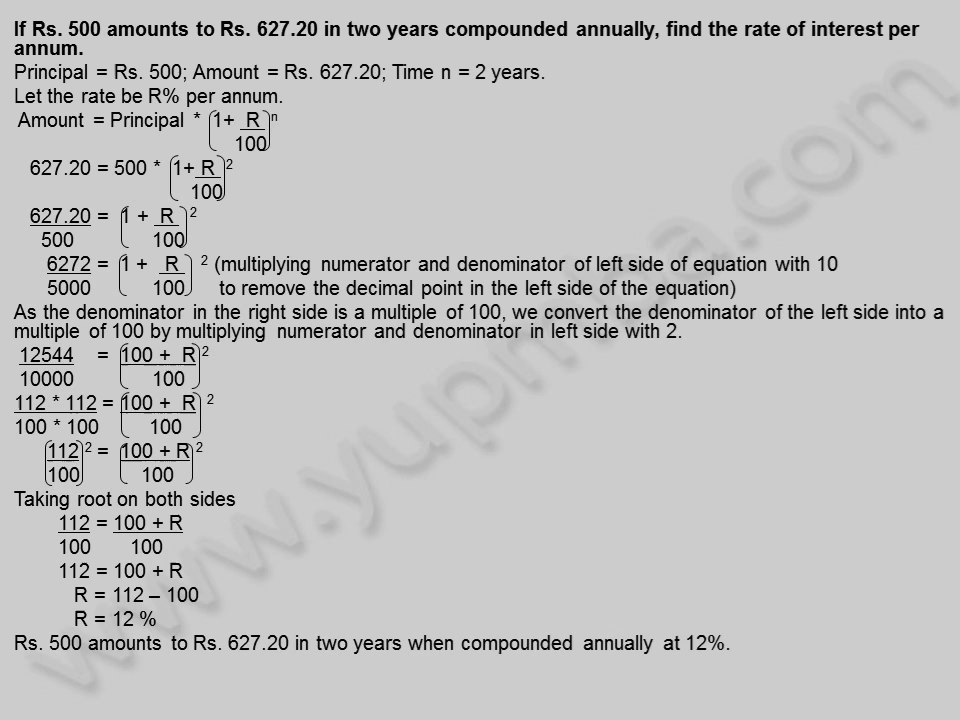 If Rs. 500 amounts to Rs. 627.20 in two years compounded annually, find the rate of interest per
annum.
Principal = Rs. 500; Amount = Rs. 627.20; Time n = 2 years.
Let the rate be R% per annum.
Amount = Principal * (1+ R)n
100
627.20 = 500 * (1+ R)2
100
627.20 = (1 + R)2
500 100
6272 = (1 + R) 2 (multiplying numerator and denominator of left side of equation with 10
5000 100 to remove the decimal point in the left side of the equation)
As the denominator in the right side is a multiple of 100, we convert the denominator of the left side into a
multiple of 100 by multiplying numerator and denominator in left side with 2.
12544 = (100 + R)2
10000 100
112 * 112 = (100 + R) 2
100 * 100 100
(112)2 = (100 + R)2
100 100
Taking root on both sides
112 = 100 + R
100 100
112 = 100 + R
R = 112 – 100
R = 12 %
Rs. 500 amounts to Rs. 627.20 in two years when compounded annually at 12%.